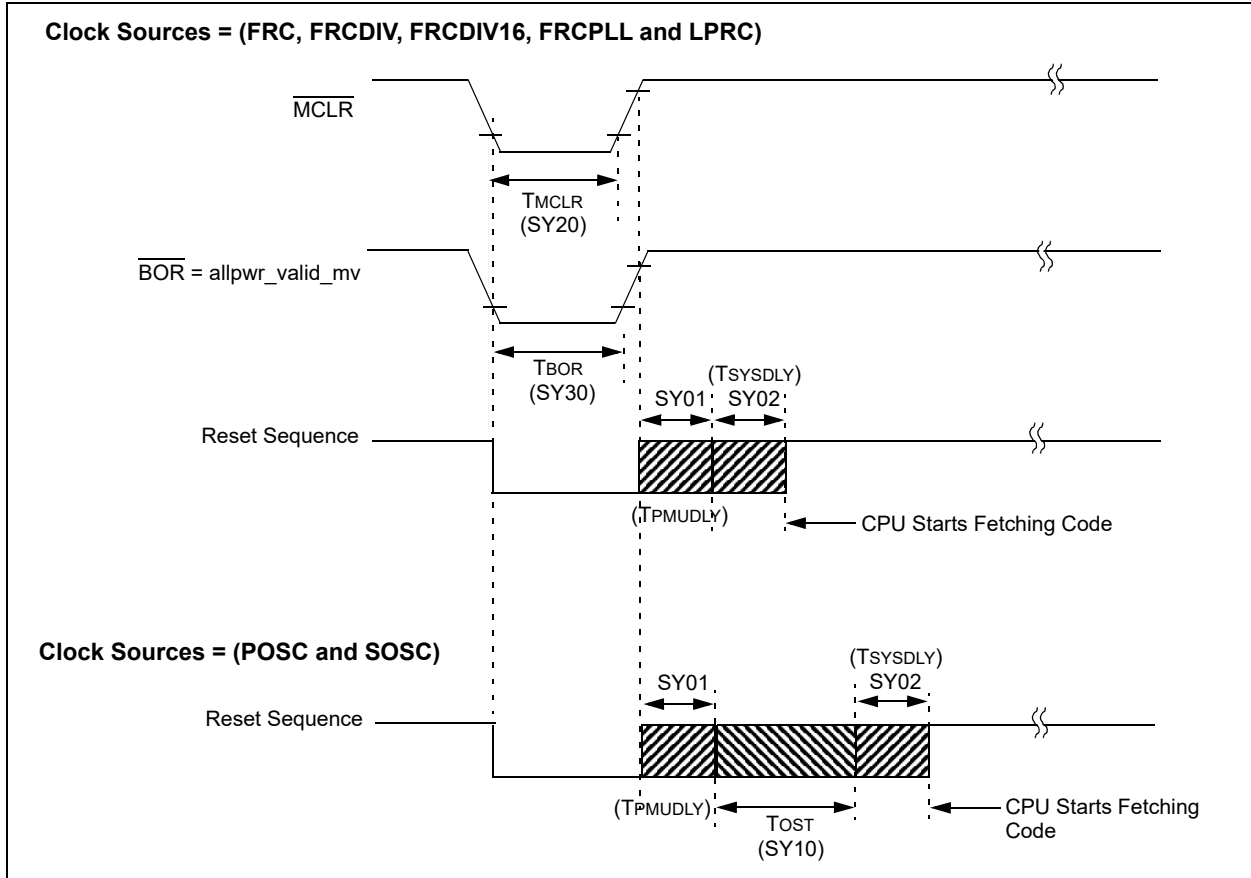 Clock Sources = (FRC, FRCDIV, FRCDIV16, FRCPLL and LPRC)
MCLR
TMCLR
(SY20)
BOR = allpwr_valid_mv
TBOR
(SY30)
(TSYSDLY)
SY01
SY02
Reset Sequence
(TPMUDLY)
CPU Starts Fetching Code
Clock Sources = (POSC and SOSC)
(TSYSDLY)
SY01
SY02
Reset Sequence
(TPMUDLY)
TOST
(SY10)
CPU Starts Fetching
Code